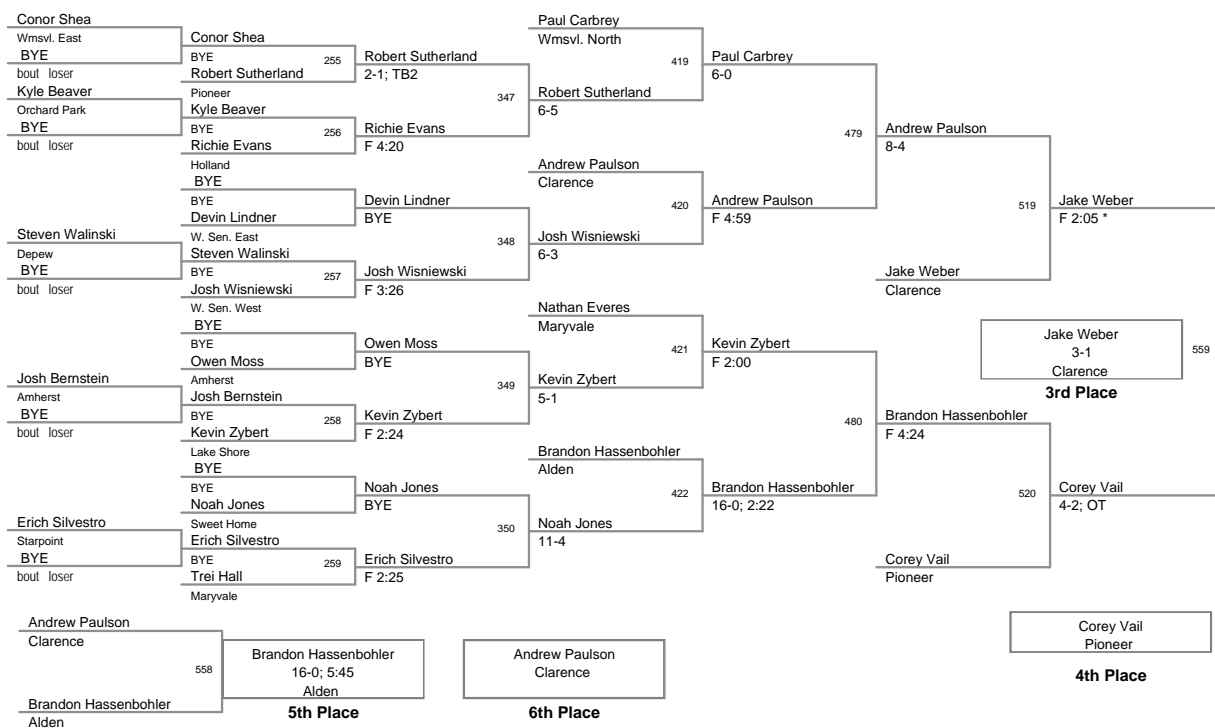 Conor Shea
Wmsvl. East
BYE
bout loser
Kyle Beaver
Orchard Park
BYE
bout loser
Steven Walinski
Depew
BYE
bout loser
Josh Bernstein
Amherst
BYE
bout loser
Erich Silvestro
Starpoint
BYE
bout loser
Conor Shea
BYE
255
Robert Sutherland
Pioneer
Kyle Beaver
BYE
256
Richie Evans
Holland
BYE
BYE
Devin Lindner
W. Sen. East
Steven Walinski
BYE
257
Josh Wisniewski
W. Sen. West
BYE
BYE
Owen Moss
Amherst
Josh Bernstein
BYE
258
Kevin Zybert
Lake Shore
BYE
BYE
Noah Jones
Sweet Home
Erich Silvestro
BYE
259
Trei Hall
Maryvale
Robert Sutherland
2-1; TB2
347
Richie Evans
F 4:20
Devin Lindner
BYE
348
Josh Wisniewski
F 3:26
Owen Moss
BYE
349
Kevin Zybert
F 2:24
Noah Jones
BYE
350
Erich Silvestro
F 2:25
Paul Carbrey
Wmsvl. North
419
Robert Sutherland
6-5
Andrew Paulson
Clarence
420
Josh Wisniewski
6-3
Nathan Everes
Maryvale
421
Kevin Zybert
5-1
Brandon Hassenbohler
Alden
422
Noah Jones
11-4
Paul Carbrey
6-0
479
Andrew Paulson
F 4:59
Kevin Zybert
F 2:00
480
Brandon Hassenbohler
16-0; 2:22
Andrew Paulson
8-4
519
Jake Weber
Clarence
Brandon Hassenbohler
F 4:24
520
Corey Vail
Pioneer
Jake Weber
F 2:05 *
Corey Vail
4-2; OT
Jake Weber
3-1
Clarence
559
3rd Place
Corey Vail
Pioneer
4th Place
Andrew Paulson
Clarence
558
Brandon Hassenbohler
Alden
Brandon Hassenbohler
16-0; 5:45
Alden
5th Place
Andrew Paulson
Clarence
6th Place